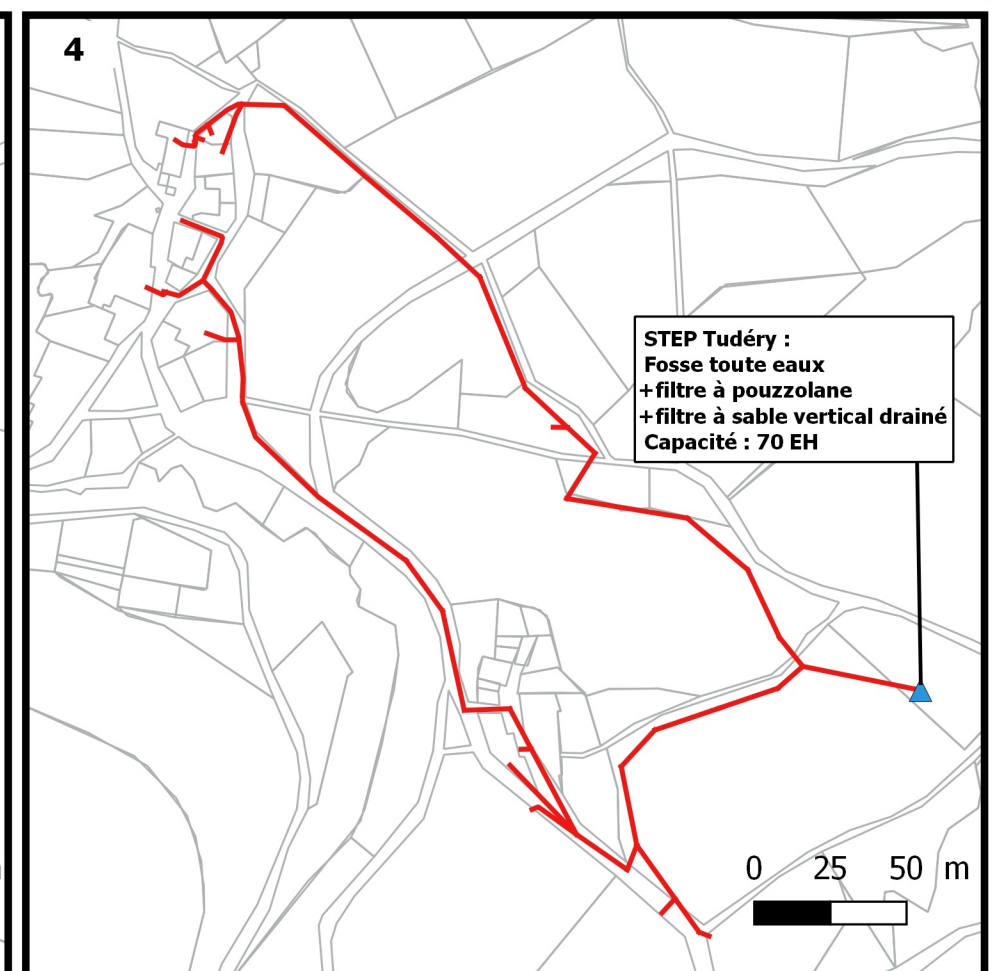 4
STEP Tudéry :
Fosse toute eaux
+filtre à pouzzolane
+filtre à sable vertical drainé
Capacité : 70 EH
0 25 50 m